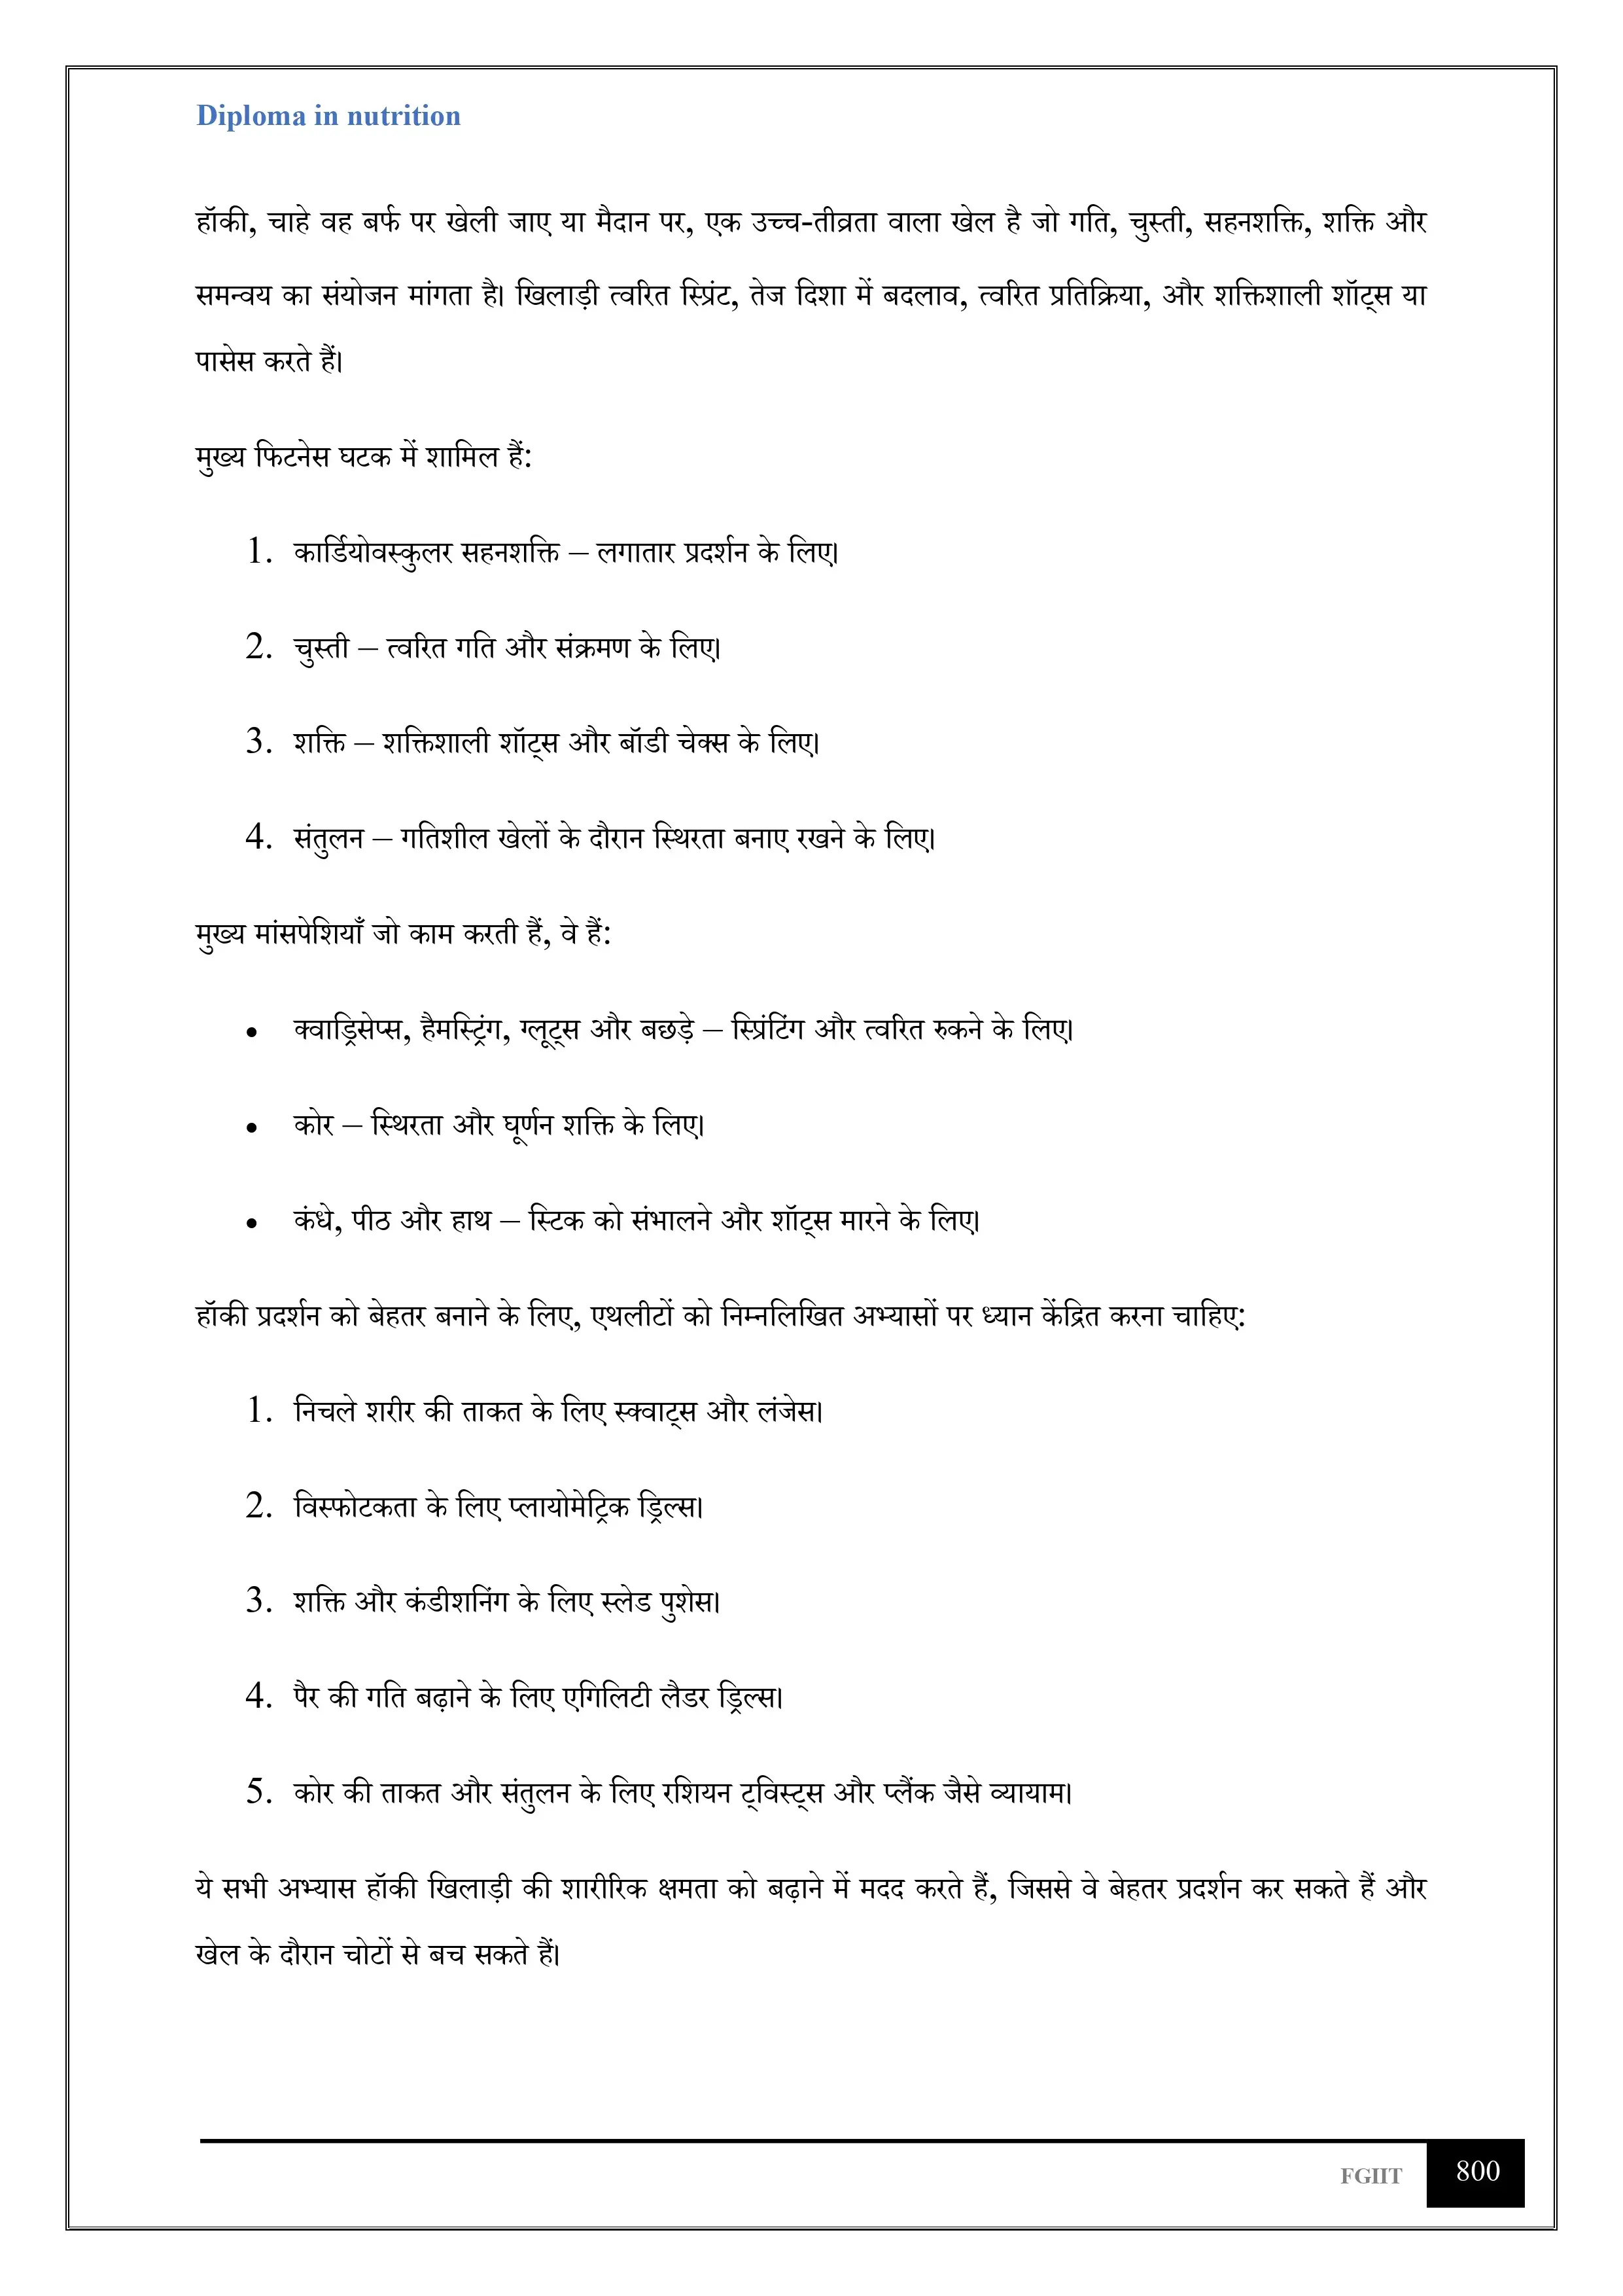 Diploma in nutrition
हॉकी, चाहे वह बर्फ पर खेली जाए या मैदान पर, एक उच्च-तीव्रता वाला खेल है जो गति, चुस्ती, सहनशक्ति, शक्ति और
समन्वय का संयोजन मांगता है। खिलाड़ी त्वरित स्प्रिंट, तेज दिशा में बदलाव, त्वरित प्रतिक्रिया, और शक्तिशाली शॉट्स या
पासेस करते हैं।
मुख्य फिटनेस घटक में शामिल हैं:
1. कार्डियोवस्कुलर सहनशक्ति – लगातार प्रदर्शन के लिए।
2. चुस्ती – त्वरित गति और संक्रमण के लिए।
3. शक्ति – शक्तिशाली शॉट्स और बॉडी चेक्स के लिए।
4. संतुलन – गतिशील खेलों के दौरान स्थिरता बनाए रखने के लिए।
मुख्य मांसपेशियाँ जो काम करती हैं, वे हैं:
• क्वाड्रिसेप्स, हैमस्ट्रिंग, ग्लूट्स और बछड़े – स्प्रिंटिंग और त्वरित रुकने के लिए।
• कोर – स्थिरता और घूर्णन शक्ति के लिए।
• कंधे, पीठ और हाथ – स्टिक को संभालने और शॉट्स मारने के लिए।
हॉकी प्रदर्शन को बेहतर बनाने के लिए, एथलीटों को निम्नलिखित अभ्यासों पर ध्यान केंद्रित करना चाहिए:
1. निचले शरीर की ताकत के लिए स्क्वाट्स और लंजेस।
2. विस्फोटकता के लिए प्लायोमेट्रिक ड्रिल्स।
3. शक्ति और कंडीशनिंग के लिए स्लेड पुशेस।
4. पैर की गति बढ़ाने के लिए एगिलिटी लैडर ड्रिल्स।
5. कोर की ताकत और संतुलन के लिए रशियन ट्विस्ट्स और प्लैंक जैसे व्यायाम।
ये सभी अभ्यास हॉकी खिलाड़ी की शारीरिक क्षमता को बढ़ाने में मदद करते हैं, जिससे वे बेहतर प्रदर्शन कर सकते हैं और
खेल के दौरान चोटों से बच सकते हैं।
FGIIT 800